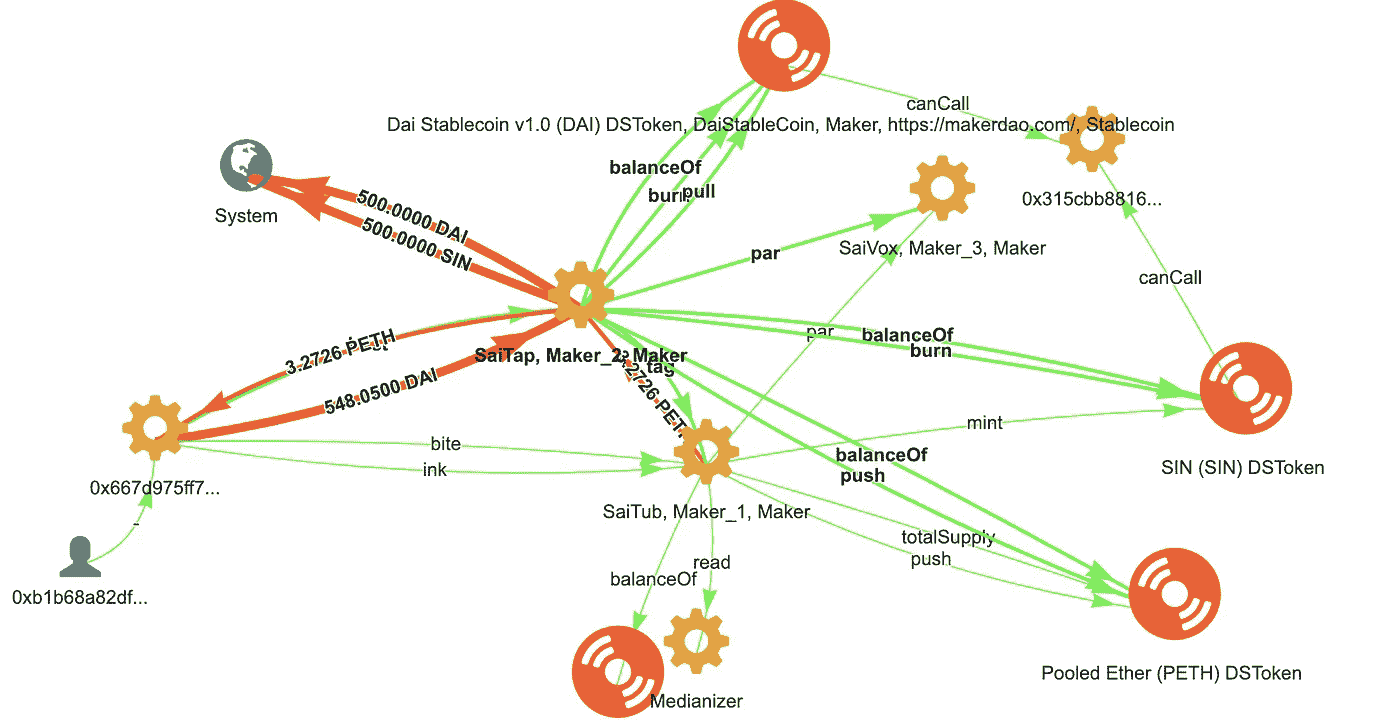 canCall
Dai Stablecoin v1.0 (DAI) DSToken, DaiStableCoin, Maker, https://makerdao.com/, Stablecoin
balanceOf
burn
pull
500.0000 DAI
500.0000 SIN
System
0x315cbb8816...
SaiVox, Maker_3, Maker
par
canCall
par
balanceOf
burn
3.2726 PETH
SaiTap, Maker_2, Maker
tag
548.0500 DAI
3.2726 PETH
mint
bite
ink
balanceOf
push
SIN (SIN) DSToken
0x667d975ff7...
SaiTub, Maker_1, Maker
-
totalSupply
push
read
balanceOf
0xb1b68a82df...
Pooled Ether (PETH) DSToken
Medianizer